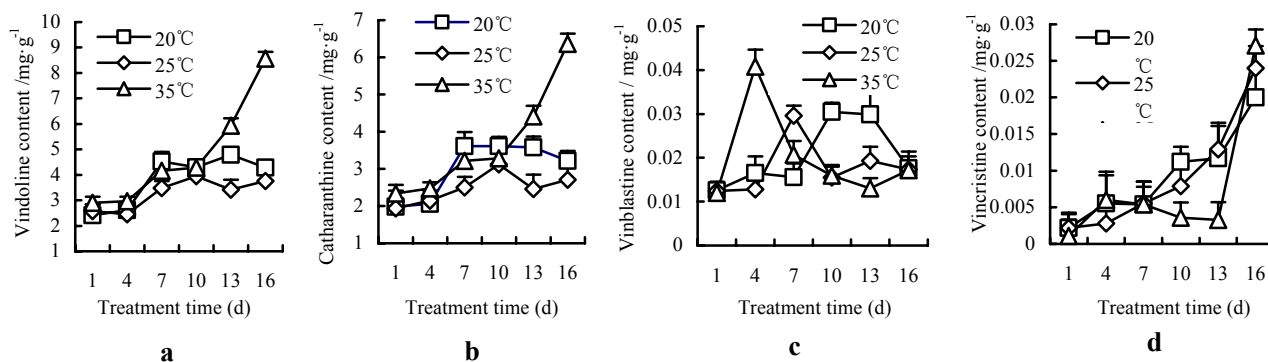 Vindoline content /mg·g-1
10
9
8
7
6
5
4
3
2
1
20℃
25℃
35℃
1 4 7 10 13 16
Treatment time (d)
a
Catharanthine content /mg·g-1
7
6
5
4
3
2
1
20℃
25℃
35℃
1 4 7 10 13 16
Treatment time (d)
b
Vinblastine content / mg·g-1
0.05
0.04
0.03
0.02
0.01
0
20℃
25℃
35℃
1 4 7 10 13 16
Treatment time (d)
c
Vincristine content /mg·g-1
0.03
0.025
0.02
0.015
0.01
0.005
0
20
℃
25
℃
1 4 7 10 13 16
Treatment time (d)
d